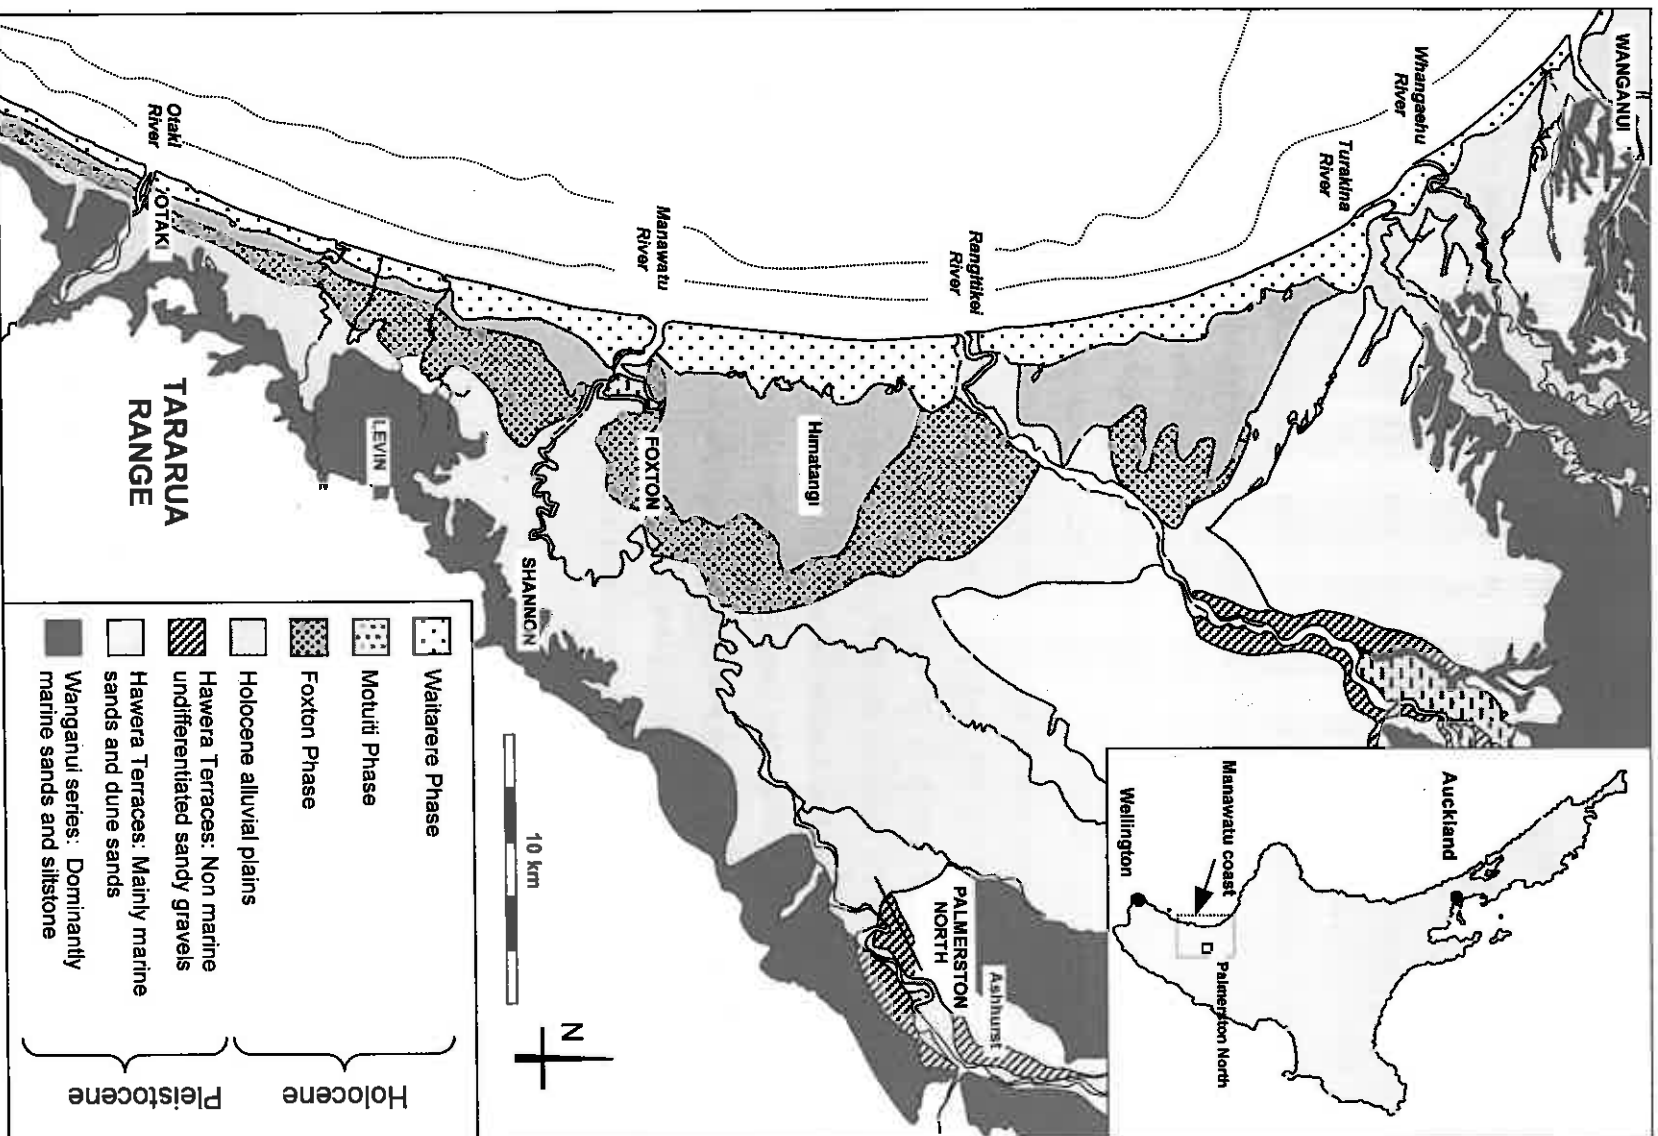 WANGANUI
Whangaehu
River
Turakina
River
Rangitikei
River
Manawatu
River
Otaki
River
OTAKI
Himatangi
FOXTON
LEVIN
SHANNON
TARARUA
RANGE
PALMERSTON
NORTH
Ashhurst
Auckland
Manawatu coast
Wellington
Palmerston North
N
10 km
Waitarere Phase
Motuiti Phase
Foxton Phase
Holocene alluvial plains
Hawera Terraces: Non marine
undifferentiated sandy gravels
Hawera Terraces: Mainly marine
sands and dune sands
Wanganui series: Dominantly
marine sands and siltstone
Holocene
Pleistocene